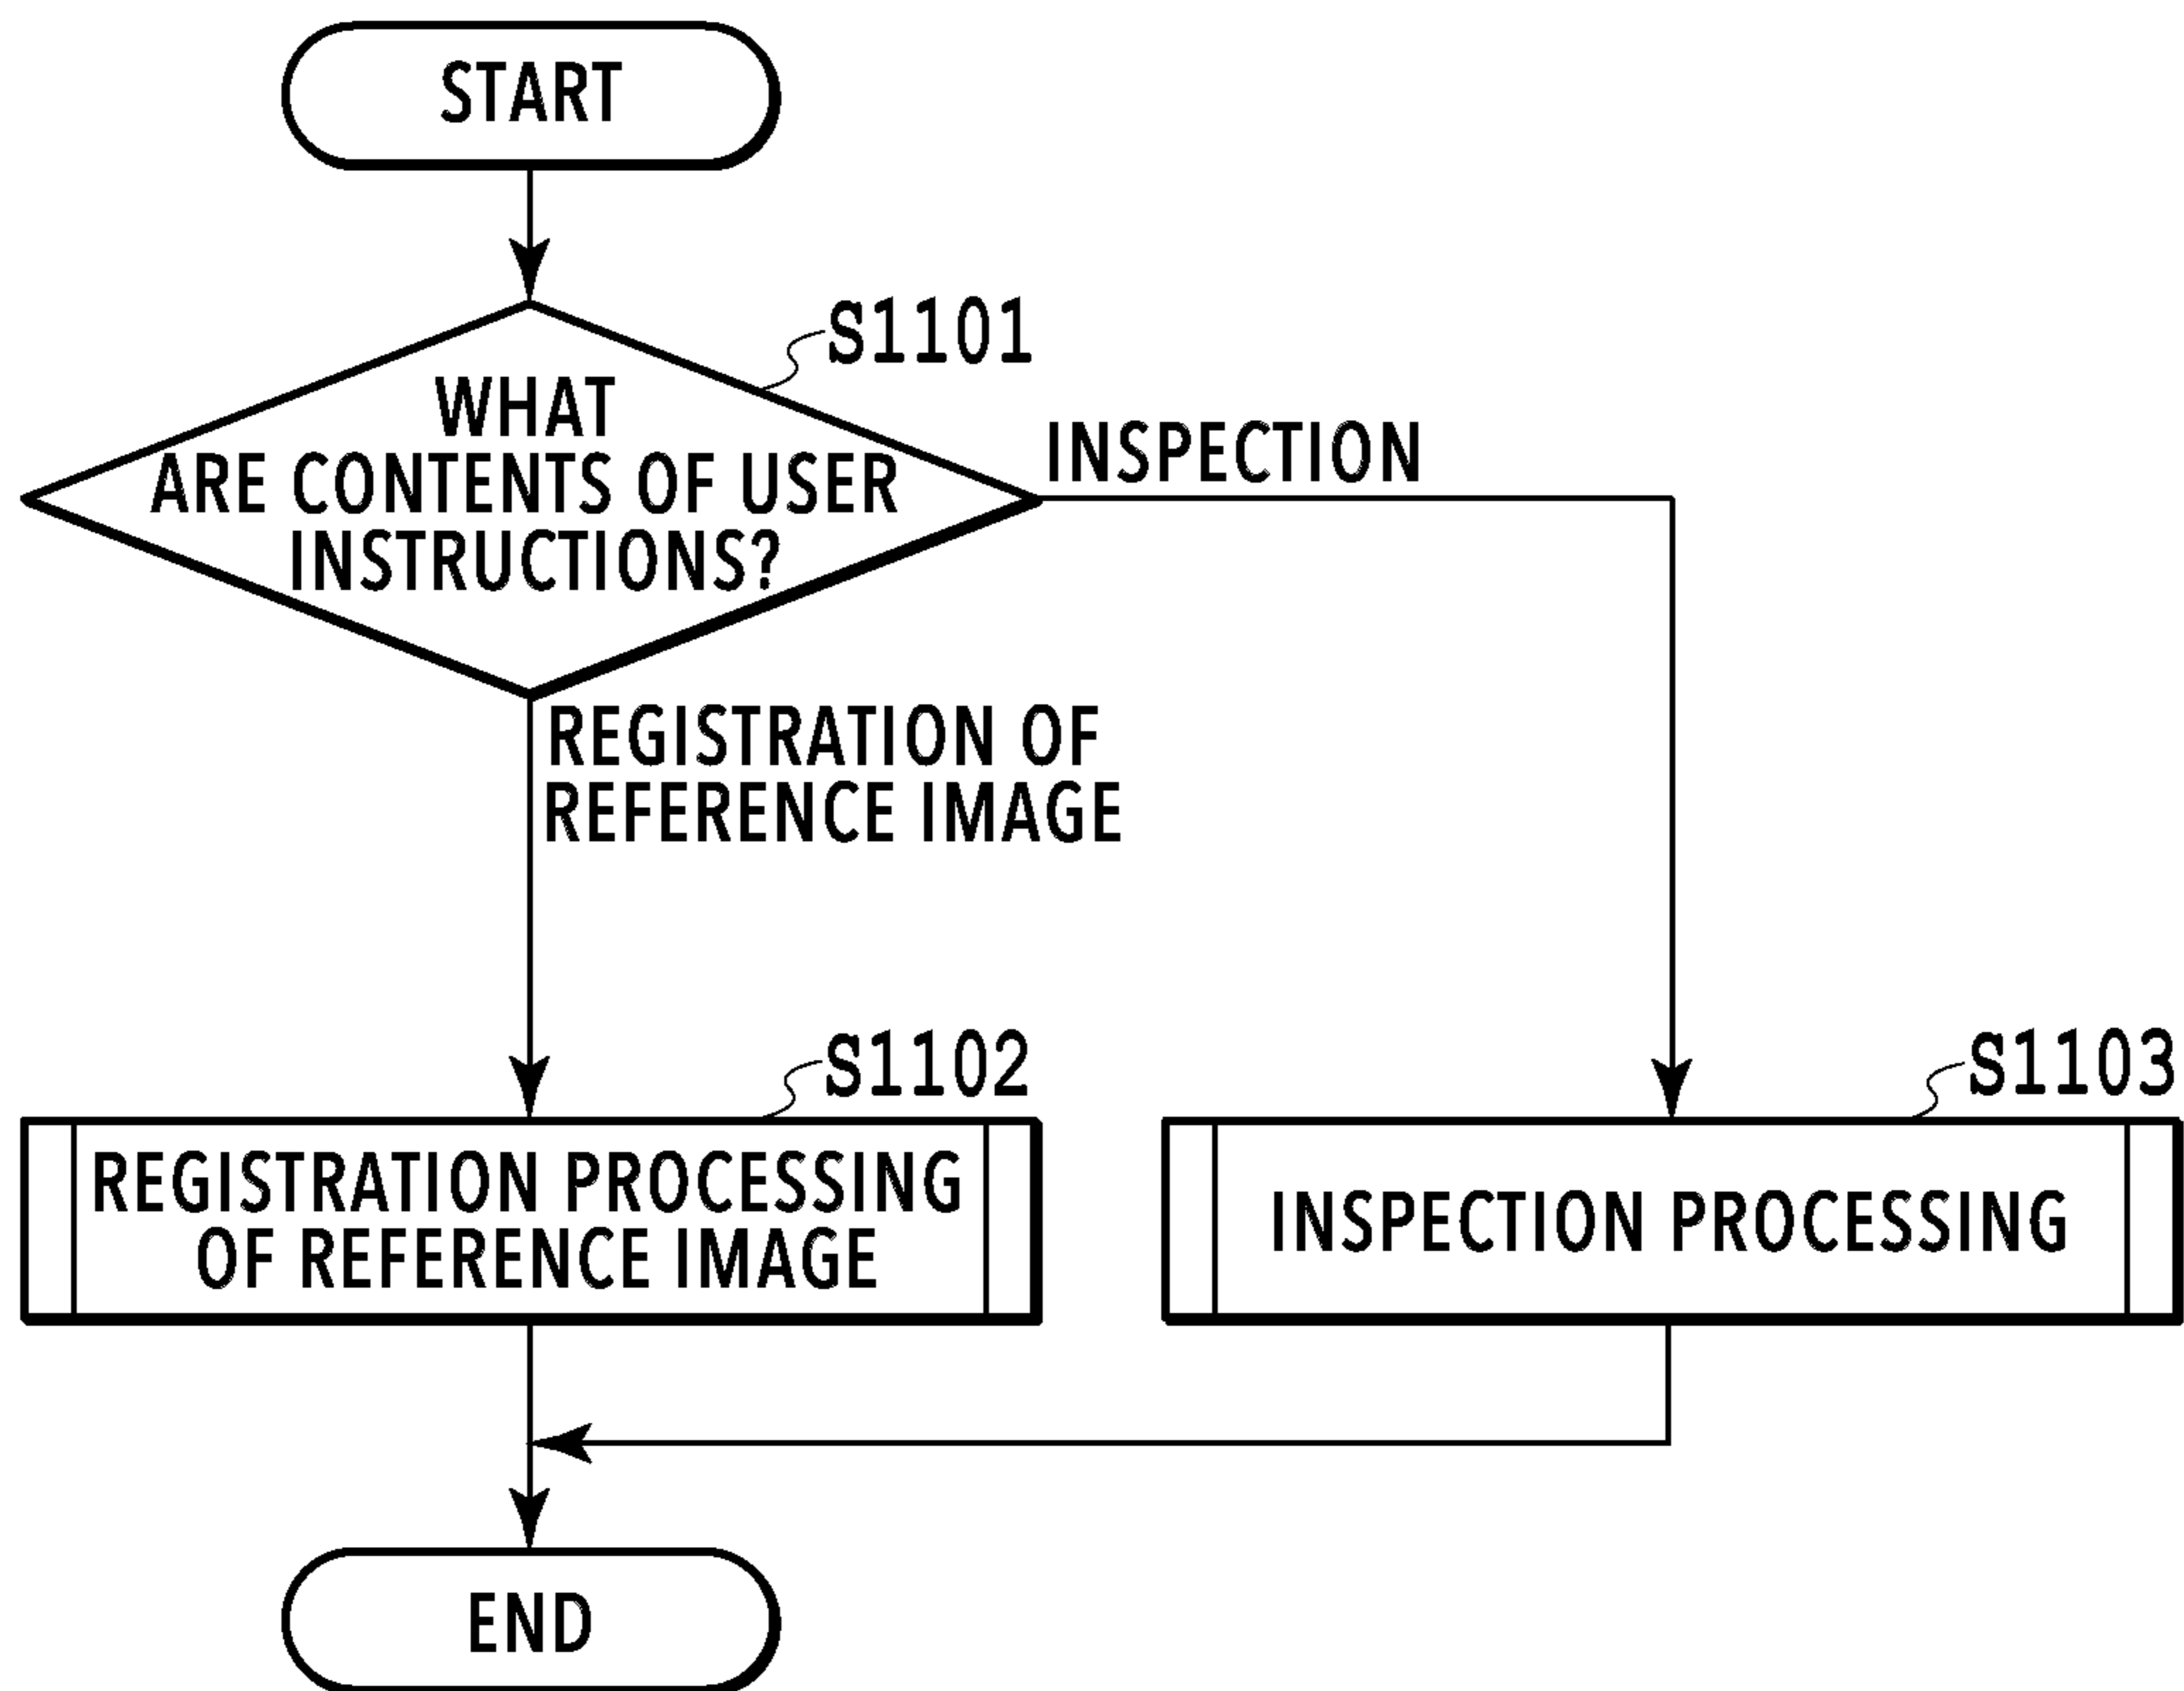 START
S1101
WHAT
ARE CONTENTS OF USER
INSTRUCTIONS?
INSPECTION
REGISTRATION OF
REFERENCE IMAGE
S1102
REGISTRATION PROCESSING
OF REFERENCE IMAGE
S1103
INSPECTION PROCESSING
END